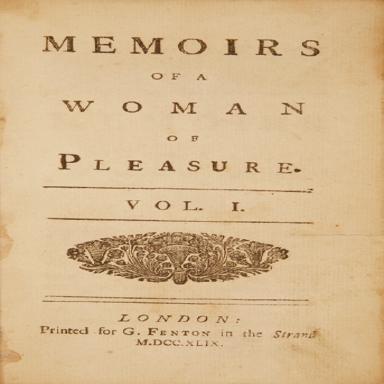 MEMOIRS
OF A
WOMAN
OF
PLEASURE.
VOL. I.
LONDON:
Printed for G. FENTON in the Strand
M.DCC.XLIX.